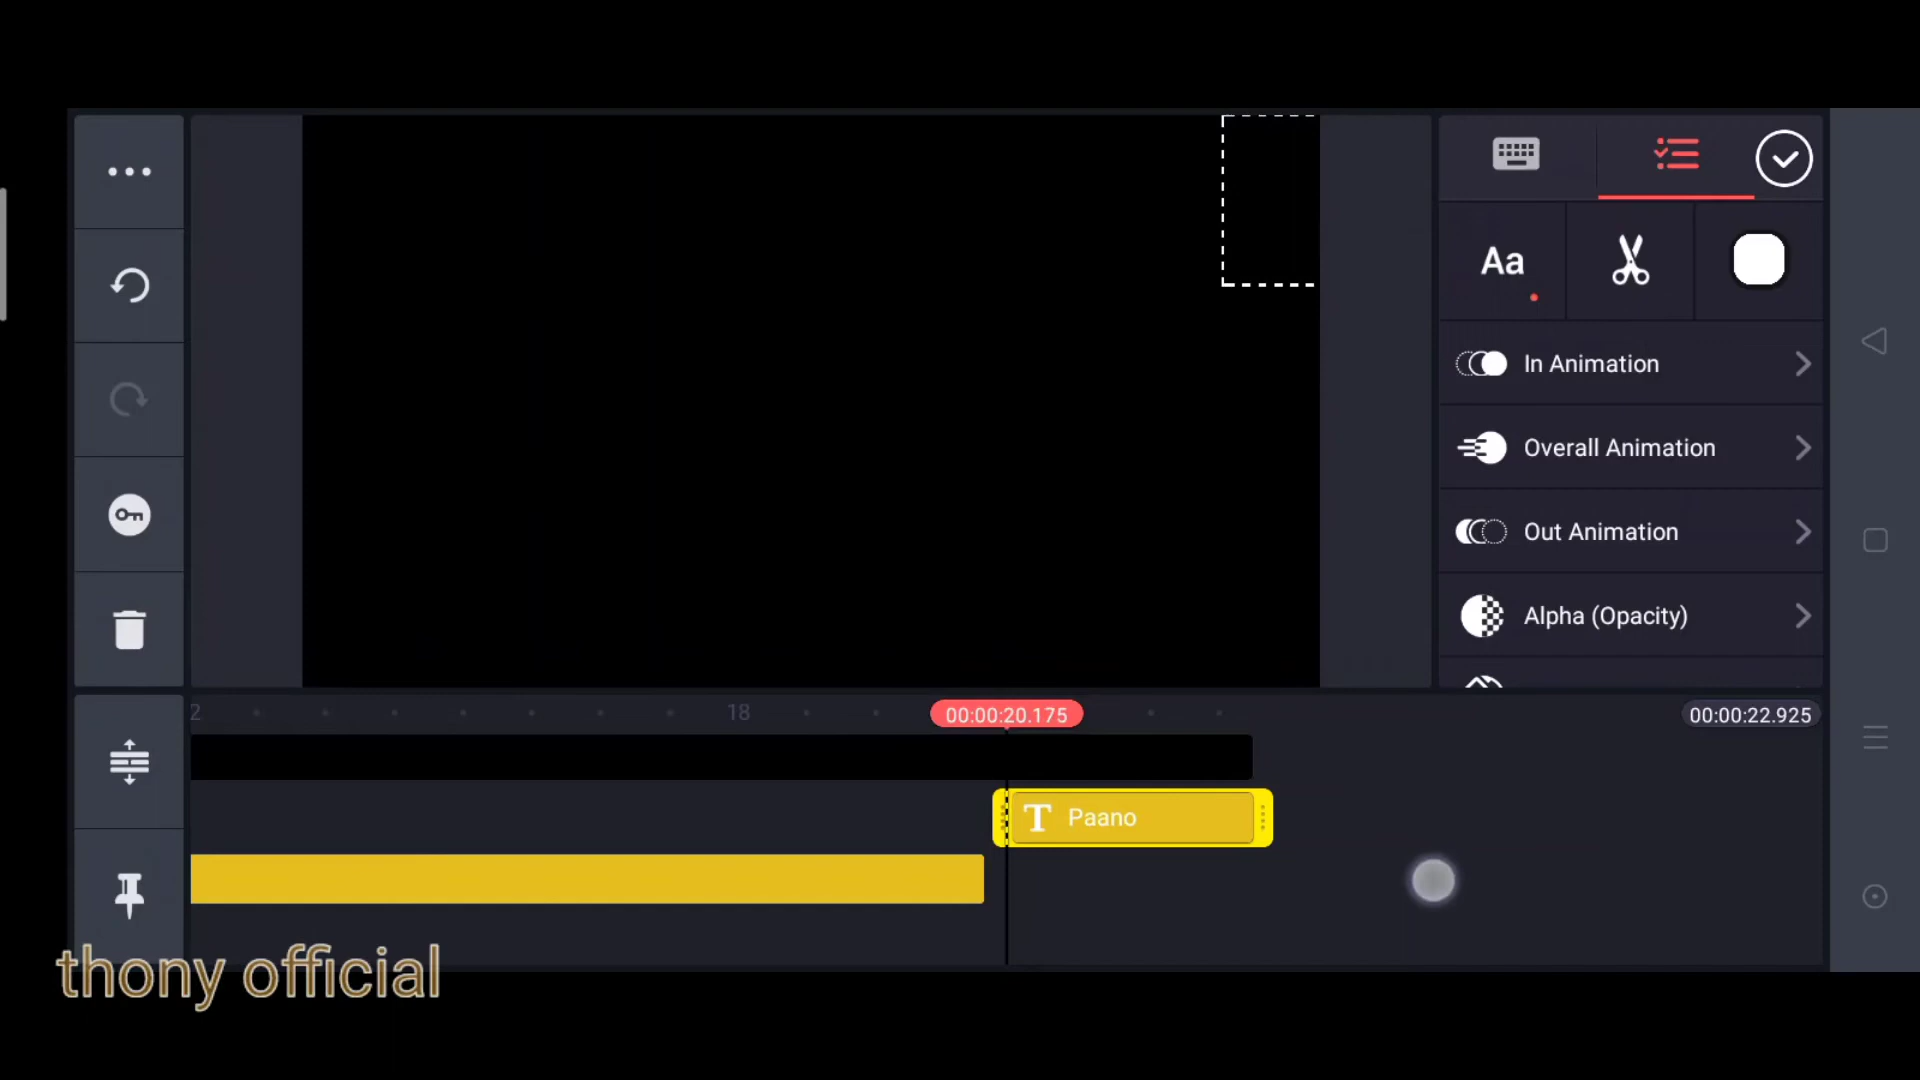 Aa
In Animation
Overall Animation
Out Animation
Alpha (Opacity)
2
18
00:00:20.175
00:00:22.925
T Paano
thony official